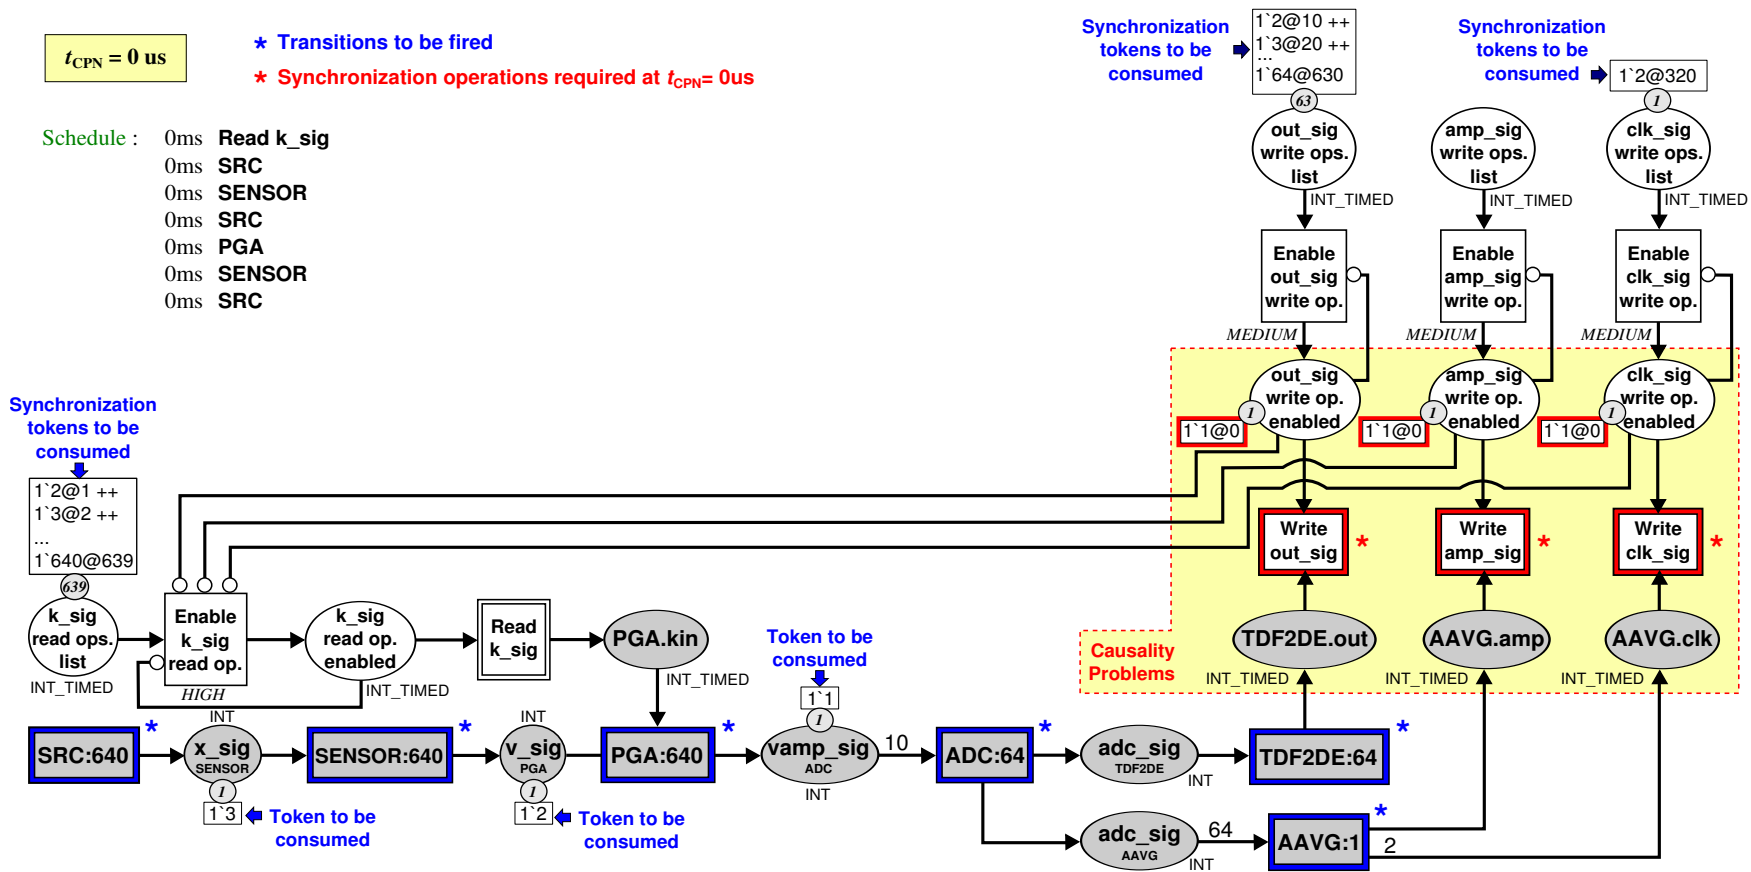 t_CPN = 0 us
* Transitions to be fired
* Synchronization operations required at t_CPN= 0us
Schedule : 0ms Read k_sig
0ms SRC
0ms SENSOR
0ms SRC
0ms PGA
0ms SENSOR
0ms SRC
Synchronization
tokens to be
consumed
1`2@10 ++
1`3@20 ++
...
1`64@630
63
out_sig
write ops.
list
INT_TIMED
amp_sig
write ops.
list
INT_TIMED
Synchronization
tokens to be
consumed
1`2@320
1
clk_sig
write ops.
list
INT_TIMED
Enable
out_sig
write op.
MEDIUM
Enable
amp_sig
write op.
MEDIUM
Enable
clk_sig
write op.
MEDIUM
out_sig
write op.
enabled
1
1`1@0
amp_sig
write op.
enabled
1
1`1@0
clk_sig
write op.
enabled
1
1`1@0
Write
out_sig
*
Write
amp_sig
*
Write
clk_sig
*
TDF2DE.out
INT_TIMED
AAVG.amp
INT_TIMED
AAVG.clk
INT_TIMED
Causality
Problems
Synchronization
tokens to be
consumed
1`2@1 ++
1`3@2 ++
...
1`640@639
639
k_sig
read ops.
list
INT_TIMED
Enable
k_sig
read op.
HIGH
k_sig
read op.
enabled
INT_TIMED
Read
k_sig
PGA.kin
INT_TIMED
Token to be
consumed
1`1
1
SRC:640
*
INT
x_sig
SENSOR
1
1`3
Token to be
consumed
SENSOR:640
*
INT
v_sig
PGA
1
1`2
Token to be
consumed
PGA:640
*
vamp_sig
ADC
INT
10
ADC:64
*
adc_sig
TDF2DE
INT
TDF2DE:64
*
adc_sig
AAVG
INT
64
AAVG:1
*
2